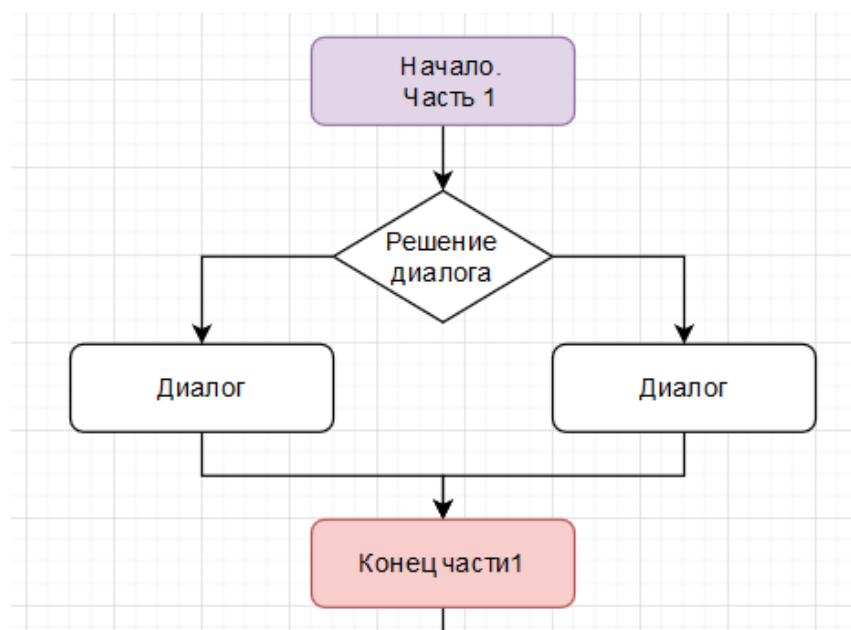 Начало.
Часть 1
Решение
диалога
Диалог
Диалог
Конец части1